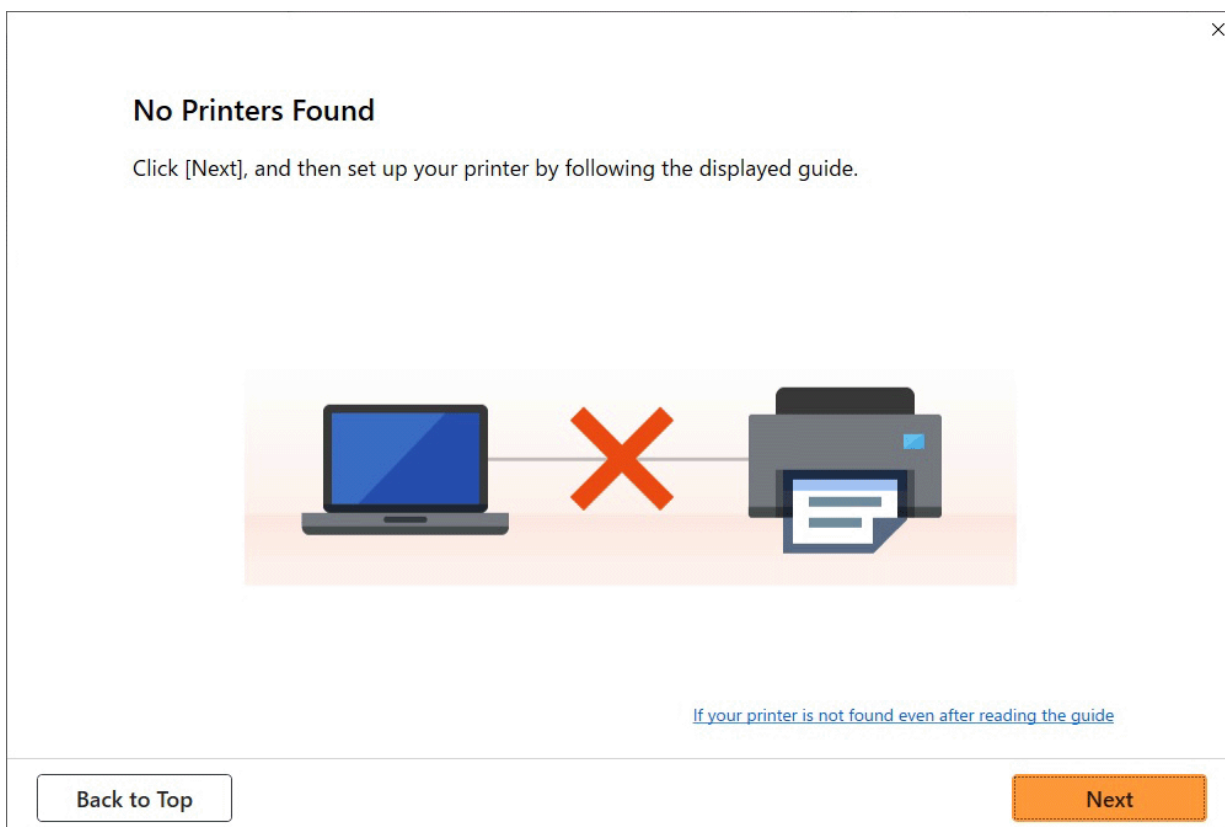 No Printers Found
Click [Next], and then set up your printer by following the displayed guide.
If your printer is not found even after reading the guide
Back to Top
Next